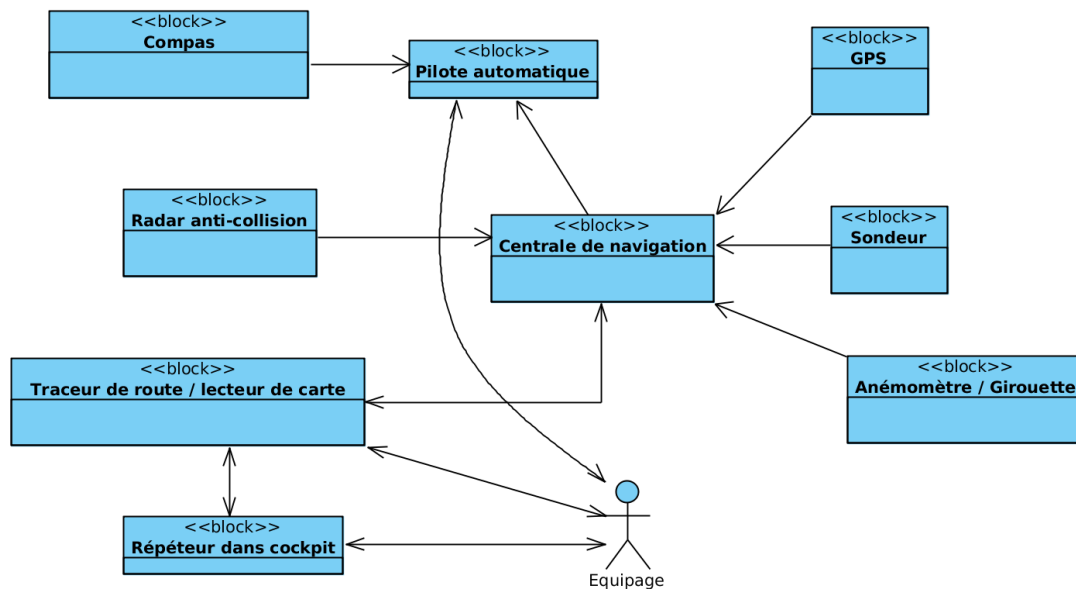 <<block>>
Compas
<<block>>
Pilote automatique
<<block>>
GPS
<<block>>
Radar anti-collision
<<block>>
Centrale de navigation
<<block>>
Sondeur
<<block>>
Traceur de route / lecteur de carte
<<block>>
Anémomètre / Girouette
<<block>>
Répéteur dans cockpit
Equipage